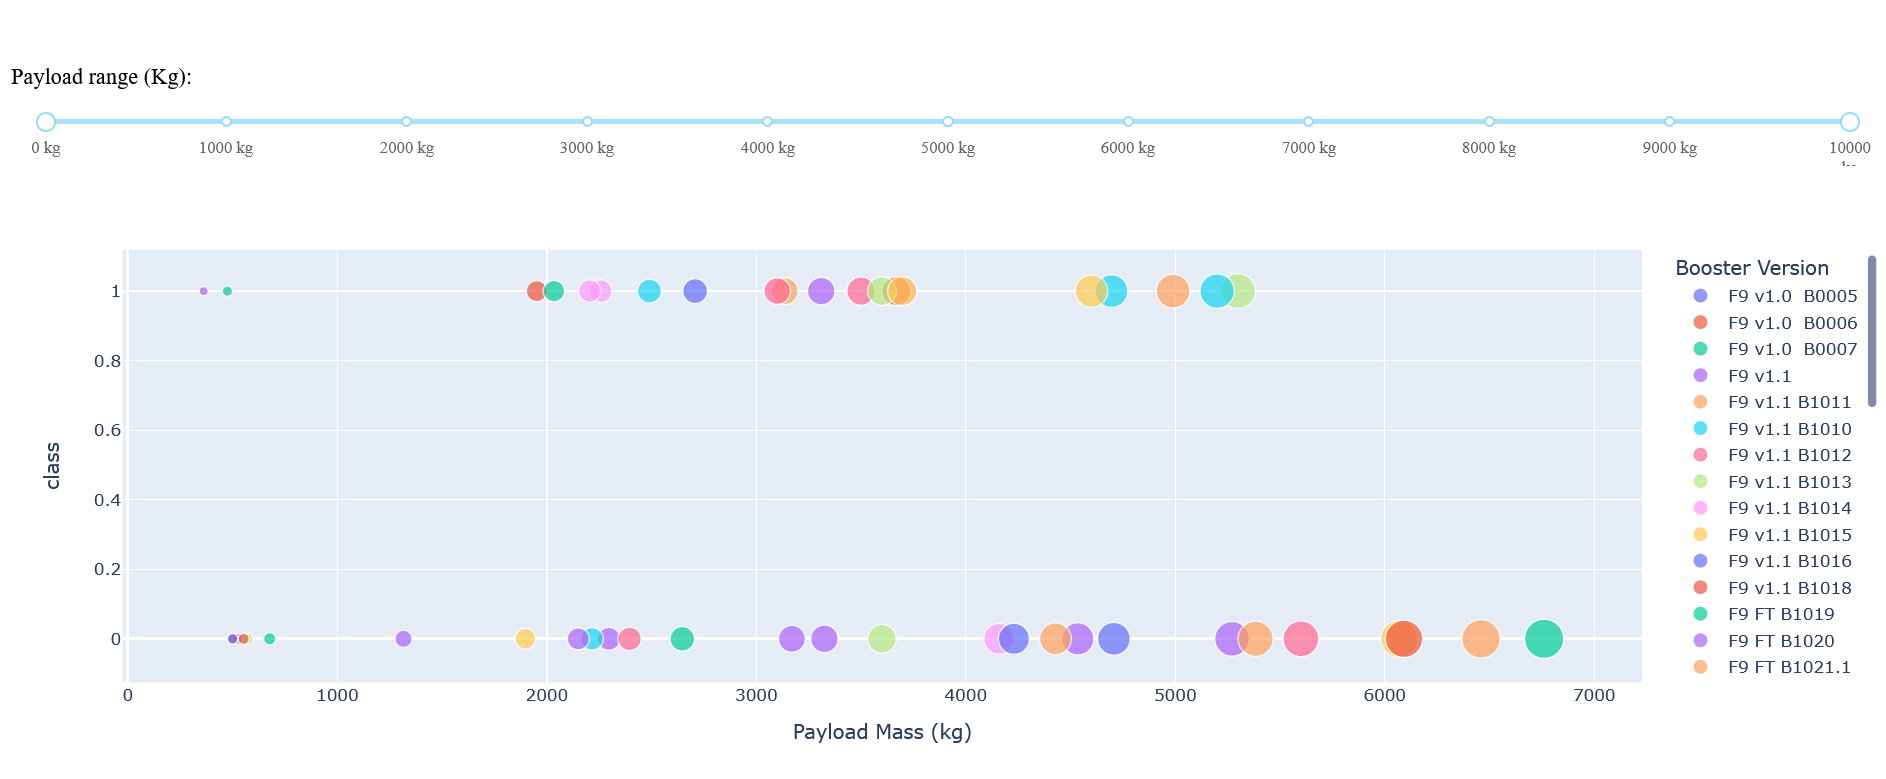 Payload range (Kg):
0 kg 1000 kg 2000 kg 3000 kg 4000 kg 5000 kg 6000 kg 7000 kg 8000 kg 9000 kg 10000
Booster Version
F9 v1.0  B0005
F9 v1.0  B0006
F9 v1.0  B0007
F9 v1.1
F9 v1.1 B1011
F9 v1.1 B1010
F9 v1.1 B1012
F9 v1.1 B1013
F9 v1.1 B1014
F9 v1.1 B1015
F9 v1.1 B1016
F9 v1.1 B1018
F9 FT B1019
F9 FT B1020
F9 FT B1021.1
1
0.8
0.6
0.4
0.2
0
class
0 1000 2000 3000 4000 5000 6000 7000
Payload Mass (kg)